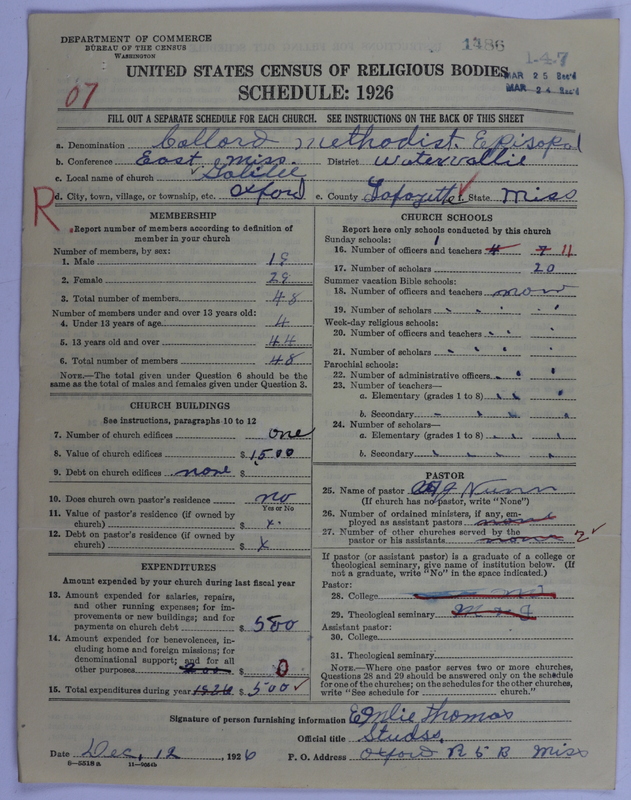 DEPARTMENT OF COMMERCE
BUREAU OF THE CENSUS
WASHINGTON
1386
147
MAR 25 Rec'd
MAR 24 Rec'd
07
UNITED STATES CENSUS OF RELIGIOUS BODIES
SCHEDULE: 1926
FILL OUT A SEPARATE SCHEDULE FOR EACH CHURCH. SEE INSTRUCTIONS ON THE BACK OF THIS SHEET
a. Denomination Collord Methodist Episopal
b. Conference East Miss. District Watervallie
c. Local name of church Galilee
d. City, town, village, or township, etc. Oxford e. County Lafayette State Miss
R
MEMBERSHIP
Report number of members according to definition of member in your church
Number of members, by sex:
1. Male 19
2. Female 29
3. Total number of members 48
Number of members under and over 13 years old:
4. Under 13 years of age 4
5. 13 years old and over 44
6. Total number of members 48
NOTE.—The total given under Question 6 should be
same as the total of males and females given under Question 3.
CHURCH BUILDINGS
See instructions, paragraphs 10 to 12
7. Number of church edifices one
8. Value of church edifices $ 1500
9. Debt on church edifices none $
10. Does church own pastor's residence no
Yes or No
11. Value of pastor's residence (if owned by
church) $ x
12. Debt on pastor's residence (if owned by
church) $ x
EXPENDITURES
Amount expended by your church during last fiscal year
13. Amount expended for salaries, repairs,
and other running expenses; for im-
provements or new buildings; and for
payments on church debt $ 500
14. Amount expended for benevolences, in-
cluding home and foreign missions; for
denominational support; and for all
other purposes 200 $ 0
15. Total expenditures during year 1926 $ 500
CHURCH SCHOOLS
Report here only schools conducted by this church
Sunday schools: 1
16. Number of officers and teachers 4 7 11
17. Number of scholars 20
Summer vacation Bible schools:
18. Number of officers and teachers
19. Number of scholars
Week-day religious schools:
20. Number of officers and teachers
21. Number of scholars
Parochial schools:
22. Number of administrative officers
23. Number of teachers—
a. Elementary (grades 1 to 8)
b. Secondary
24. Number of scholars—
a. Elementary (grades 1 to 8)
b. Secondary
PASTOR
25. Name of pastor Nunn
(If church has no pastor, write "None")
26. Number of ordained ministers, if any, em-
ployed as assistant pastors none
27. Number of other churches served by the
pastor or his assistants none 2
If pastor (or assistant pastor) is a graduate of a college or
theological seminary, give name of institution below. (If
not a graduate, write "No" in the space indicated.)
Pastor:
28. College
29. Theological seminary
Assistant pastor:
30. College
31. Theological seminary
NOTE.—Where one pastor serves two or more churches,
Questions 28 and 29 should be answered only on the schedule
for one of the churches; on the schedules for the other churches,
write "See schedule for church."
Signature of person furnishing information Emlie Thomas
Official title Studss.
Date Dec, 12, 1926 P. O. Address Oxford R 5 B Miss
8—5518 a 11—9064b